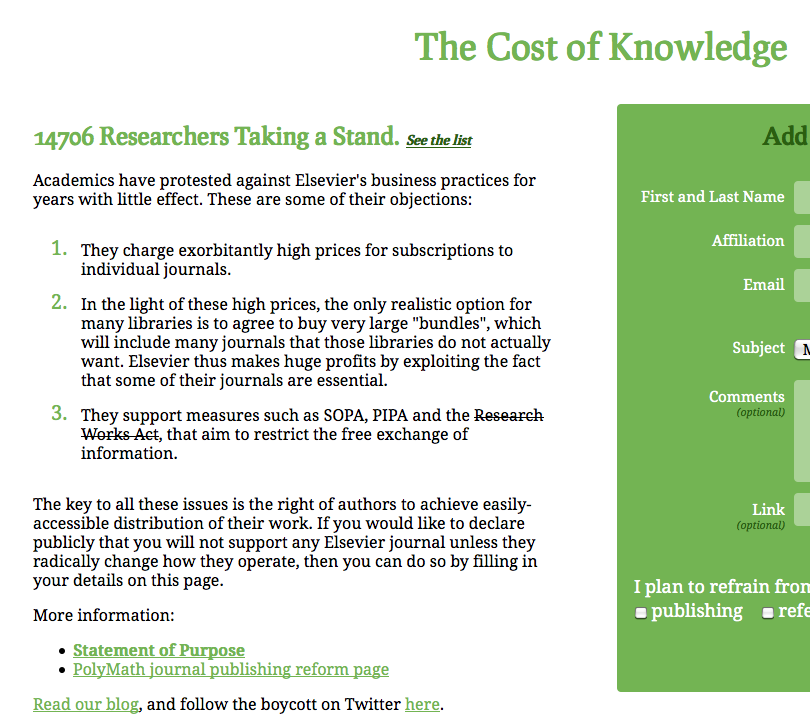 The Cost of Knowledge
14706 Researchers Taking a Stand. See the list
Academics have protested against Elsevier's business practices for
years with little effect. These are some of their objections:
1. They charge exorbitantly high prices for subscriptions to
individual journals.
2. In the light of these high prices, the only realistic option for
many libraries is to agree to buy very large "bundles", which
will include many journals that those libraries do not actually
want. Elsevier thus makes huge profits by exploiting the fact
that some of their journals are essential.
3. They support measures such as SOPA, PIPA and the Research
Works Act, that aim to restrict the free exchange of
information.
The key to all these issues is the right of authors to achieve easily-
accessible distribution of their work. If you would like to declare
publicly that you will not support any Elsevier journal unless they
radically change how they operate, then you can do so by filling in
your details on this page.
More information:
• Statement of Purpose
• PolyMath journal publishing reform page
Read our blog, and follow the boycott on Twitter here.
Add
First and Last Name
Affiliation
Email
Subject
Comments
(optional)
Link
(optional)
I plan to refrain from
publishing refe